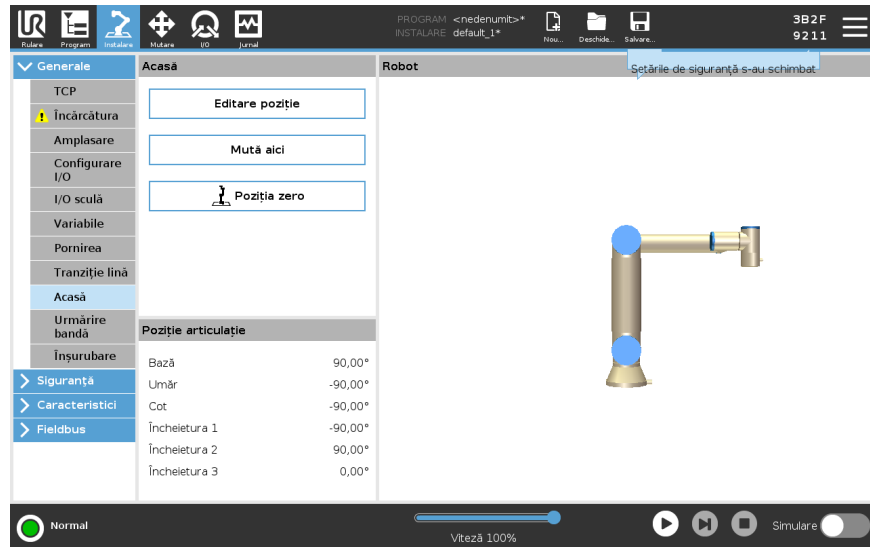 UR
Rulare
Program
Instalare
Mutare
I/O
Jurnal
PROGRAM <nedenumit>*
INSTALARE default_1*
Nou...
Deschide...
Salvare...
3B2F
9211
Setările de siguranță s-au schimbat
Generale
TCP
Încărcătura
Amplasare
Configurare
I/O
I/O sculă
Variabile
Pornirea
Tranziție lină
Acasă
Urmărire
bandă
Înșurubare
Siguranță
Caracteristici
Fieldbus
Acasă
Editare poziție
Mută aici
Poziția zero
Poziție articulație
Bază 90,00°
Umăr -90,00°
Cot -90,00°
Încheietura 1 -90,00°
Încheietura 2 90,00°
Încheietura 3 0,00°
Robot
Normal
Viteză 100%
Simulare